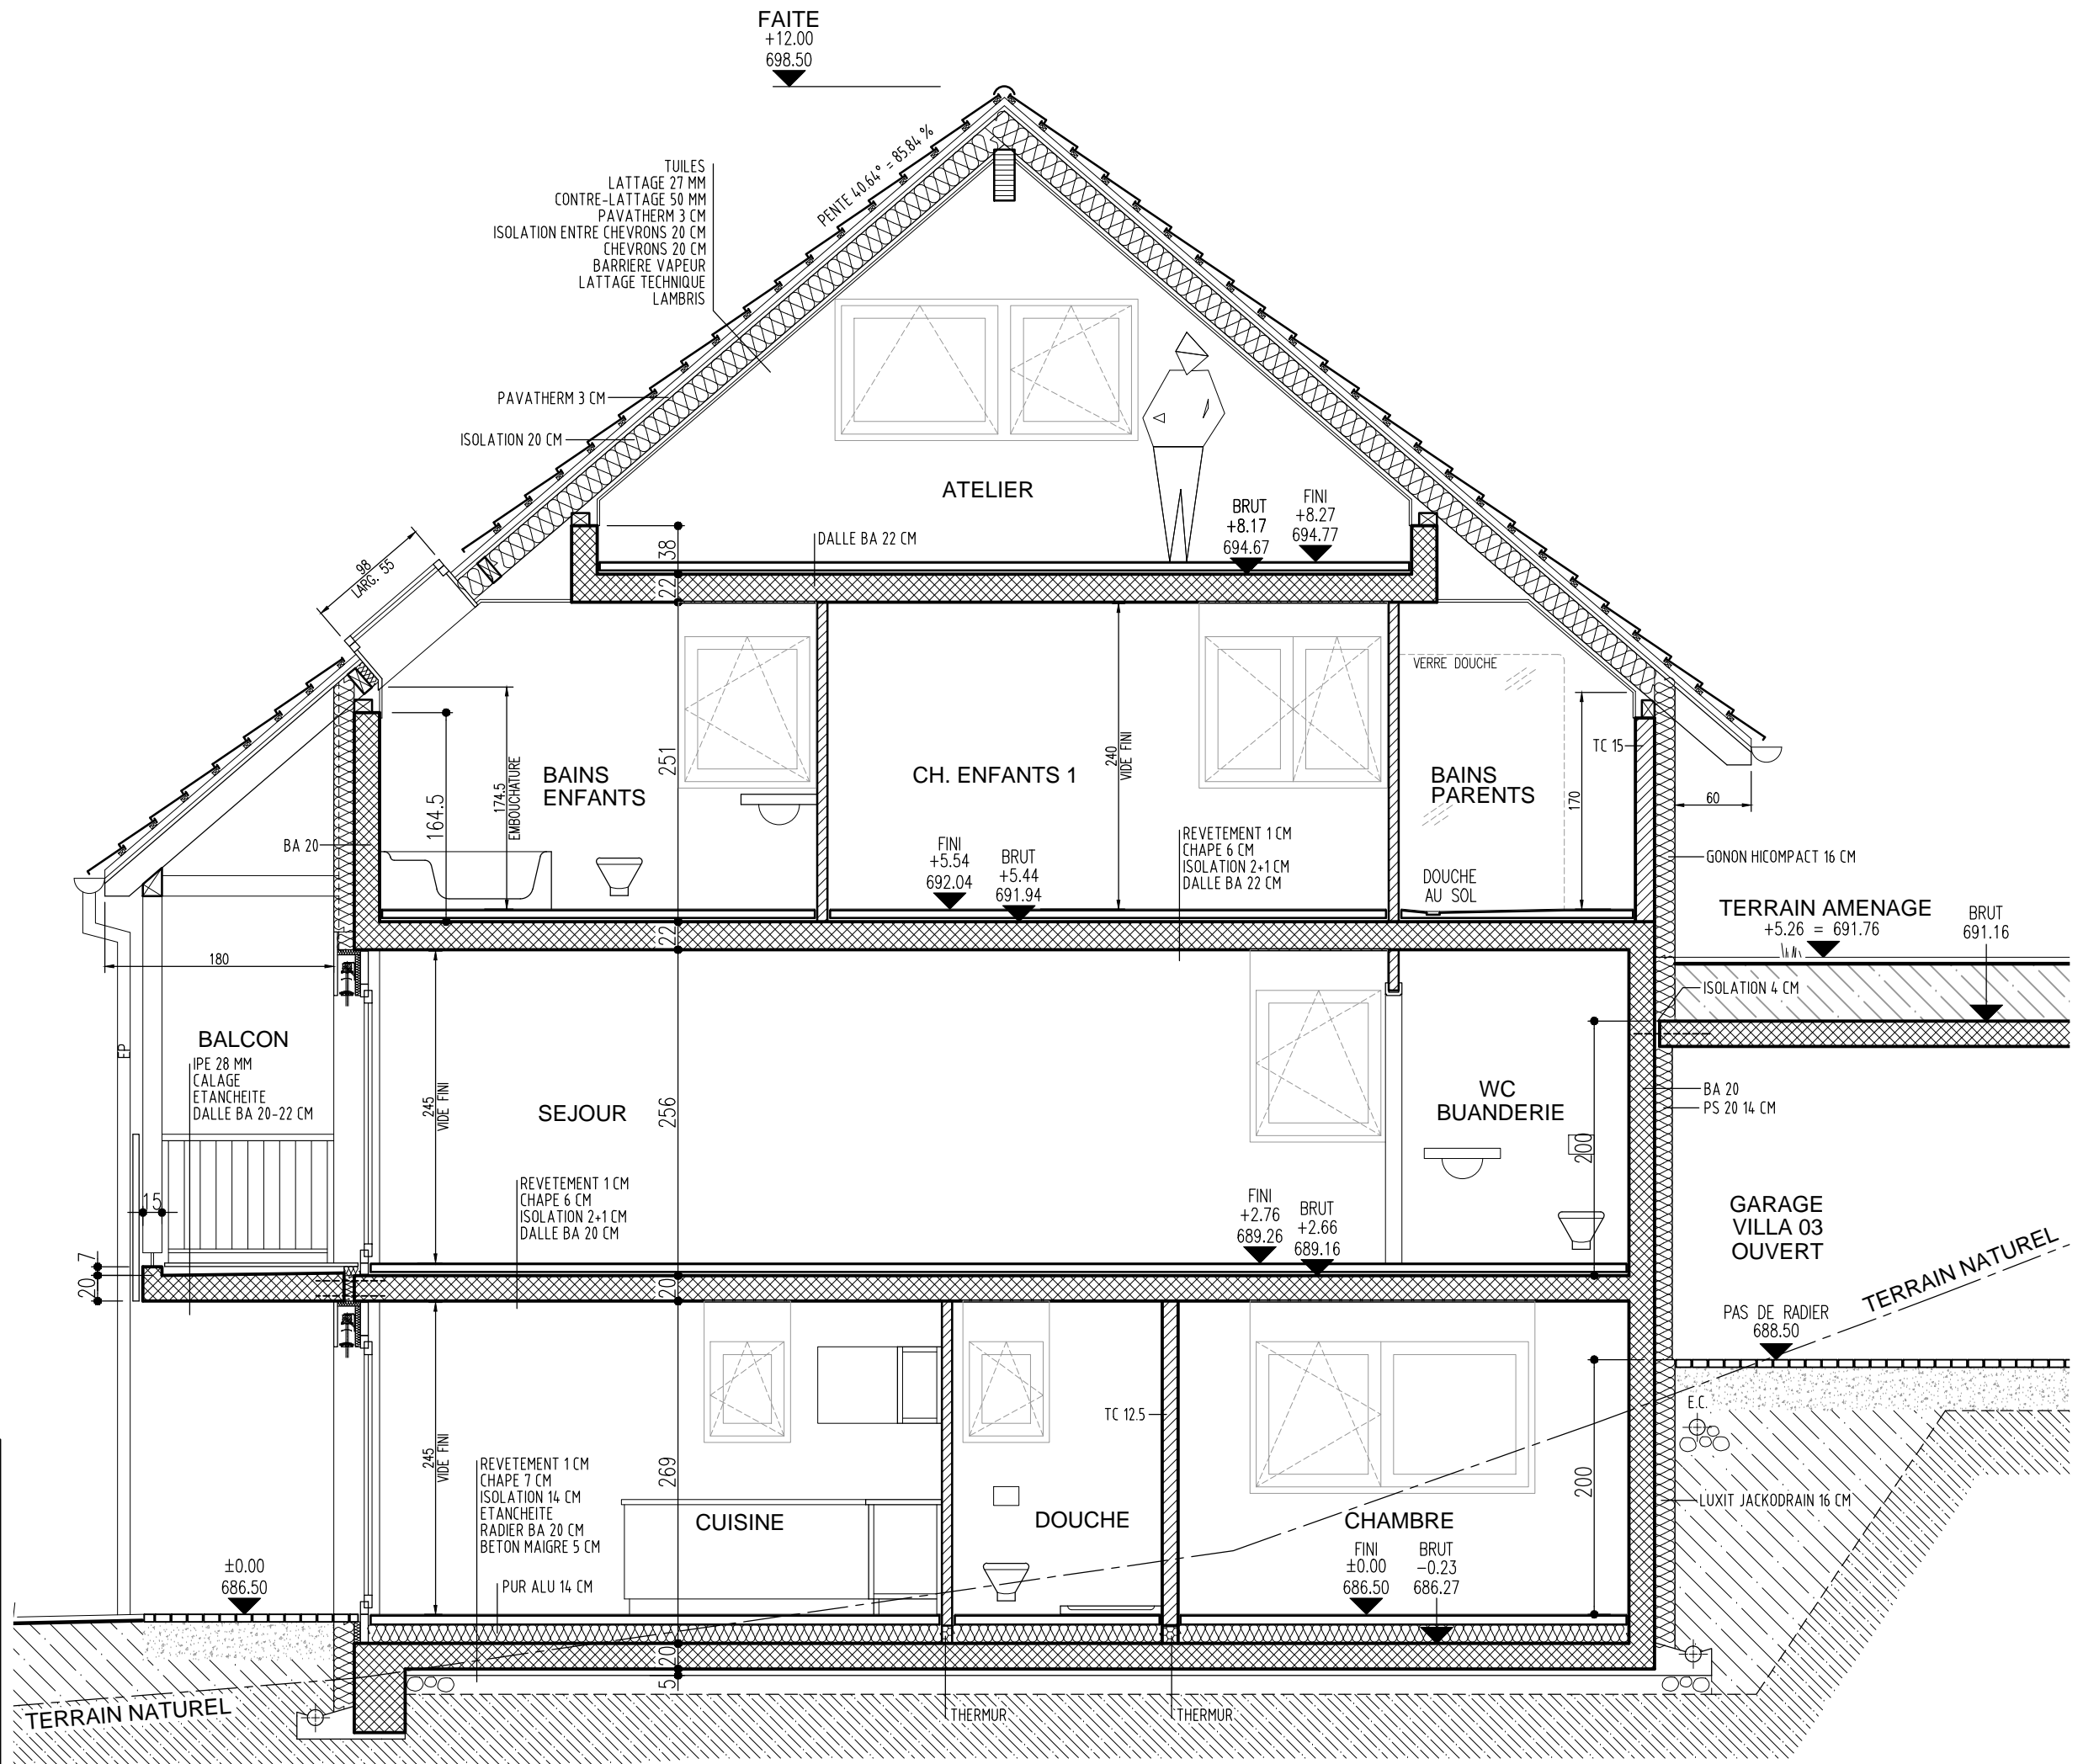 FAITE
+12.00
698.50
PENTE 40.64° = 85.84 %
TUILES
LATTAGE 27 MM
CONTRE-LATTAGE 50 MM
PAVATHERM 3 CM
ISOLATION ENTRE CHEVRONS 20 CM
CHEVRONS 20 CM
BARRIERE VAPEUR
LATTAGE TECHNIQUE
LAMBRIS
PAVATHERM 3 CM
ISOLATION 20 CM
ATELIER
BRUT
+8.17
694.67
FINI
+8.27
694.77
DALLE BA 22 CM
38
22
98
LARG. 55
VERRE DOUCHE
TC 15
BAINS
ENFANTS
251
164.5
174.5
EMBOUCHATURE
CH. ENFANTS 1
240
VIDE FINI
BAINS
PARENTS
170
60
BA 20
FINI
+5.54
692.04
BRUT
+5.44
691.94
REVETEMENT 1 CM
CHAPE 6 CM
ISOLATION 2+1 CM
DALLE BA 22 CM
DOUCHE
AU SOL
GONON HICOMPACT 16 CM
TERRAIN AMENAGE
+5.26 = 691.76
BRUT
691.16
22
180
ISOLATION 4 CM
BALCON
IPE 28 MM
CALAGE
ETANCHEITE
DALLE BA 20-22 CM
EP
245
VIDE FINI
SEJOUR
256
WC
BUANDERIE
200
BA 20
PS 20 14 CM
REVETEMENT 1 CM
CHAPE 6 CM
ISOLATION 2+1 CM
DALLE BA 20 CM
15
FINI
+2.76
689.26
BRUT
+2.66
689.16
GARAGE
VILLA 03
OUVERT
TERRAIN NATUREL
7
20
20
PAS DE RADIER
688.50
E.C.
TC 12.5
245
VIDE FINI
269
200
REVETEMENT 1 CM
CHAPE 7 CM
ISOLATION 14 CM
ETANCHEITE
RADIER BA 20 CM
BETON MAIGRE 5 CM
CUISINE
DOUCHE
CHAMBRE
FINI
±0.00
686.50
BRUT
-0.23
686.27
LUXIT JACKODRAIN 16 CM
±0.00
686.50
PUR ALU 14 CM
20
5
TERRAIN NATUREL
THERMUR
THERMUR